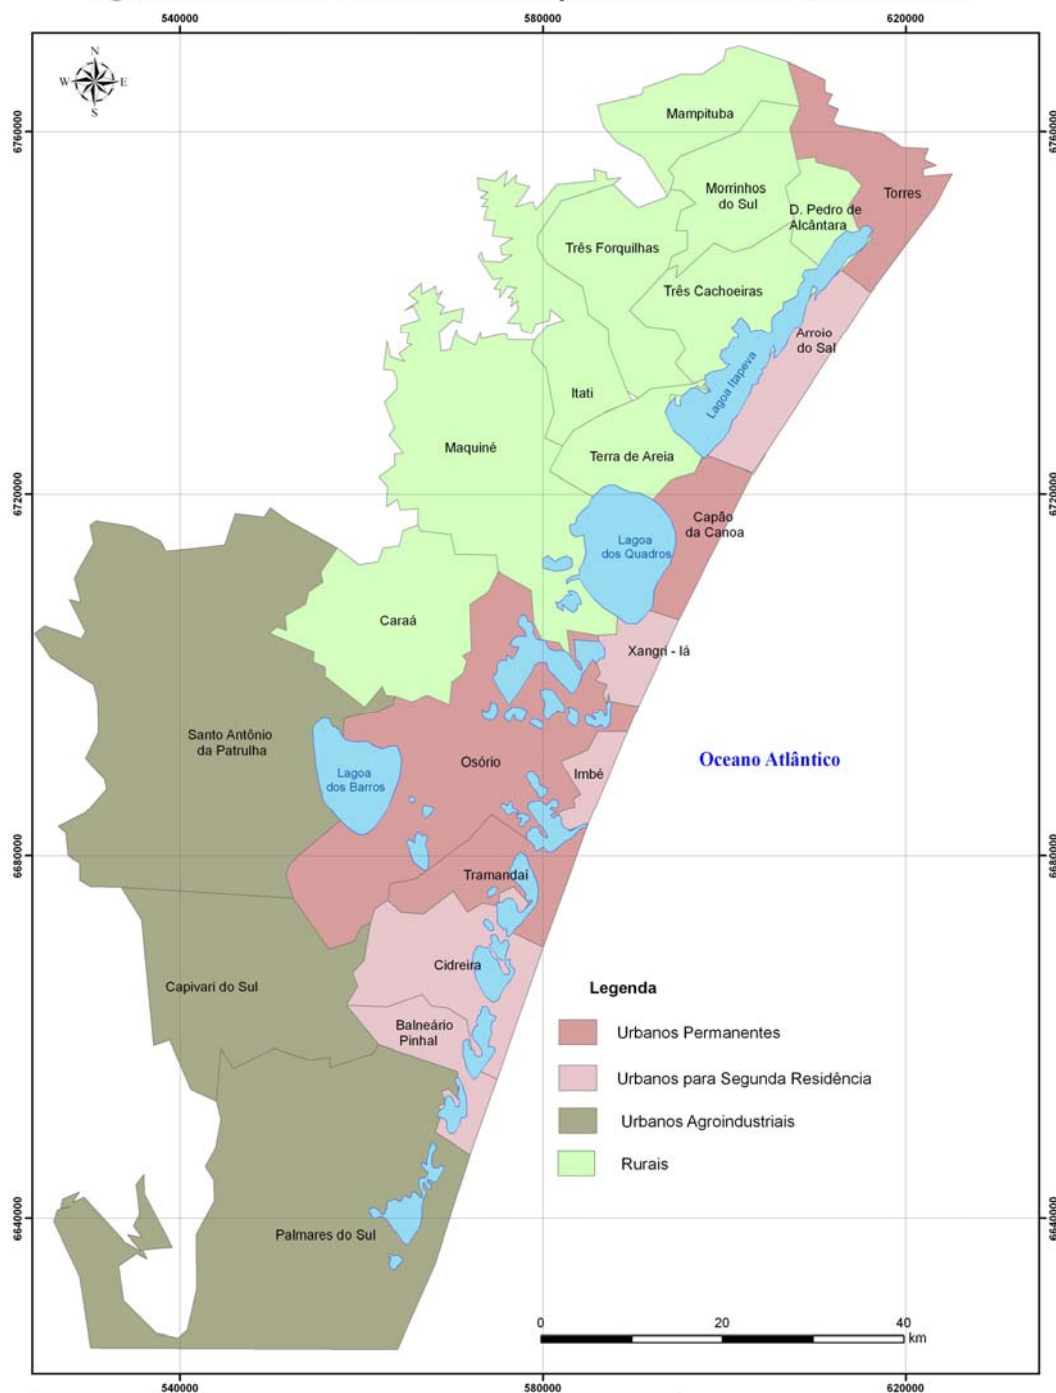 540000
580000
620000
N
W
E
S
6760000
6760000
Mampituba
Morrinhos
do Sul
Torres
D. Pedro de
Alcântara
Três Forquilhas
Três Cachoeiras
Arroio
do Sal
Lagoa Itapeva
Itati
Maquiné
Terra de Areia
6720000
6720000
Capão
da Canoa
Lagoa
dos Quadros
Caraá
Xangri - lá
Santo Antônio
da Patrulha
Osório
Oceano Atlântico
Imbé
Lagoa
dos Barros
6680000
6680000
Tramandaí
Cidreira
Capivari do Sul
Legenda
Balneário
Pinhal
Urbanos Permanentes
Urbanos para Segunda Residência
Urbanos Agroindustriais
Rurais
6640000
6640000
Palmares do Sul
0
20
40
km
540000
580000
620000